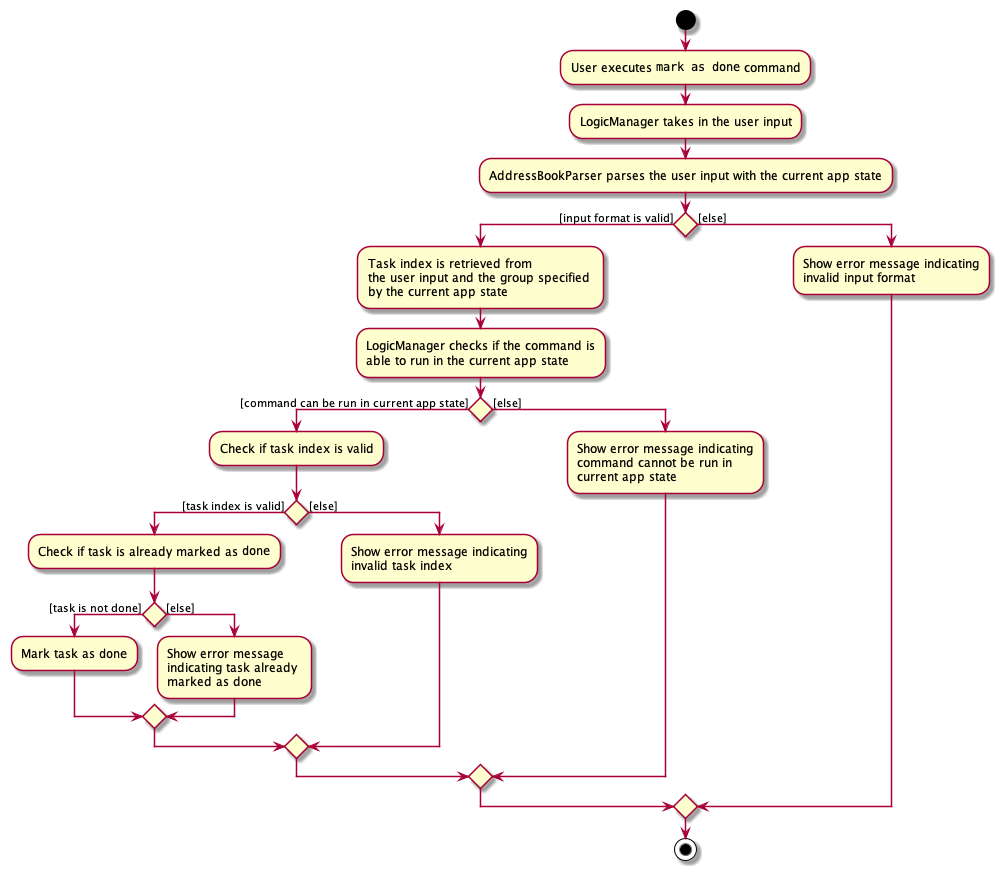 User executes mark as done command
LogicManager takes in the user input
AddressBookParser parses the user input with the current app state
[input format is valid]
[else]
Task index is retrieved from
the user input and the group specified
by the current app state
Show error message indicating
invalid input format
LogicManager checks if the command is
able to run in the current app state
[command can be run in current app state]
[else]
Check if task index is valid
Show error message indicating
command cannot be run in
current app state
[task index is valid]
[else]
Check if task is already marked as done
Show error message indicating
invalid task index
[task is not done]
[else]
Mark task as done
Show error message
indicating task already
marked as done